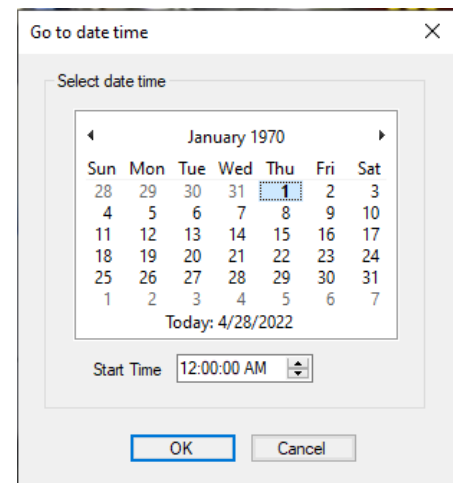 Go to date time
Select date time
January 1970
Sun Mon Tue Wed Thu Fri Sat
28 29 30 31 1 2 3
4 5 6 7 8 9 10
11 12 13 14 15 16 17
18 19 20 21 22 23 24
25 26 27 28 29 30 31
1 2 3 4 5 6 7
Today: 4/28/2022
Start Time 12:00:00 AM
OK Cancel